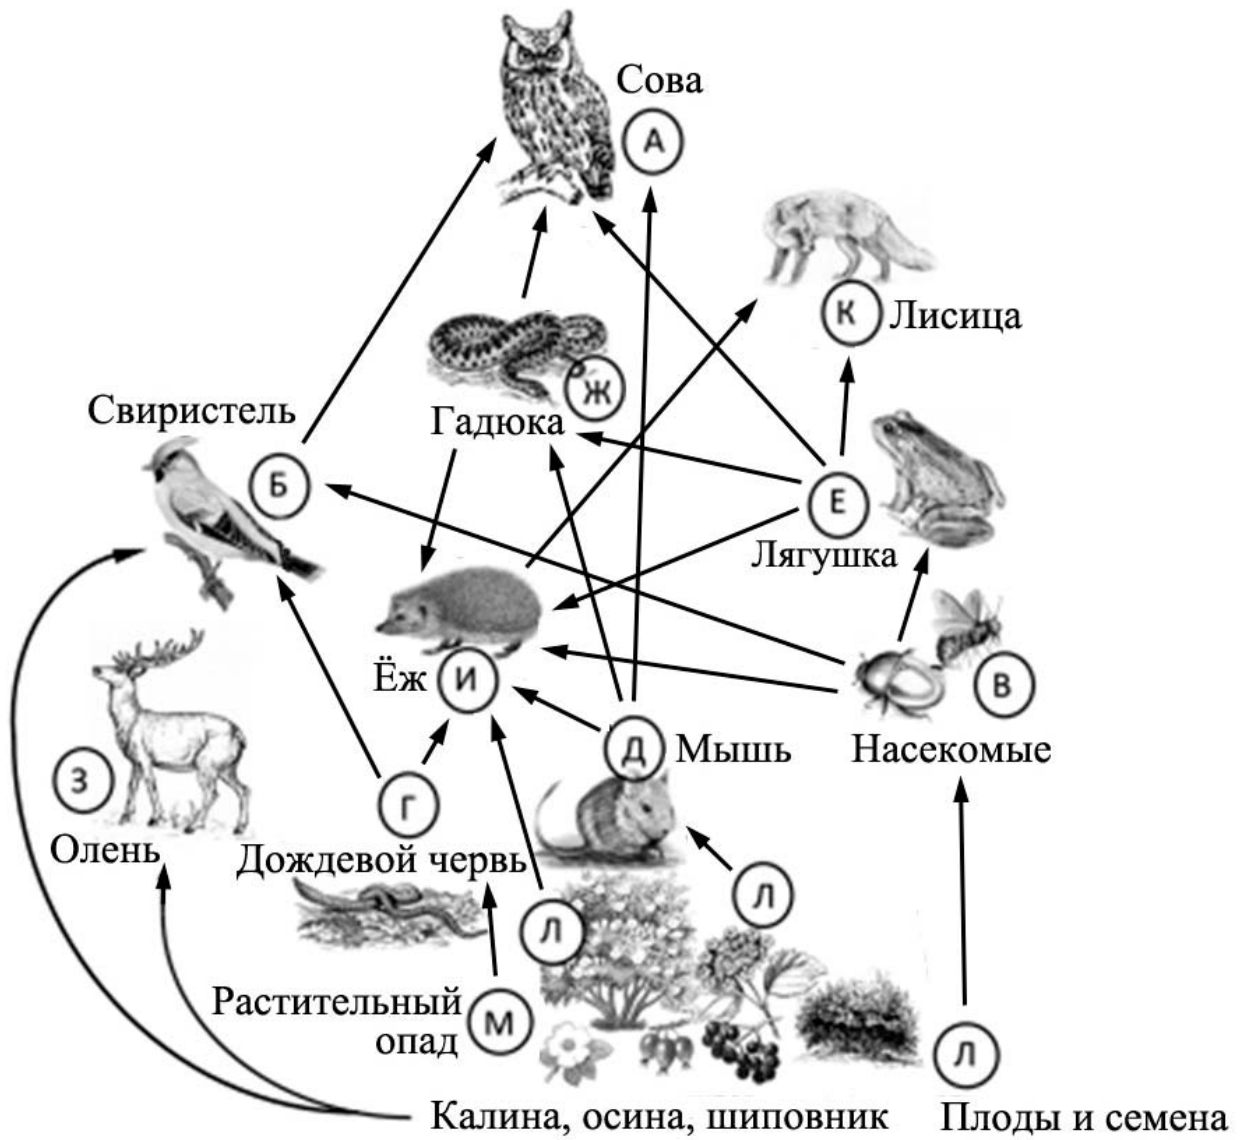 Сова
А
К Лисица
Ж
Свиристель
Гадюка
Б
Е
Лягушка
Ёж И
В
Д Мышь
Насекомые
З
Г
Олень
Дождевой червь
Л
Л
Растительный
опад
М
Л
Калина, осина, шиповник
Плоды и семена